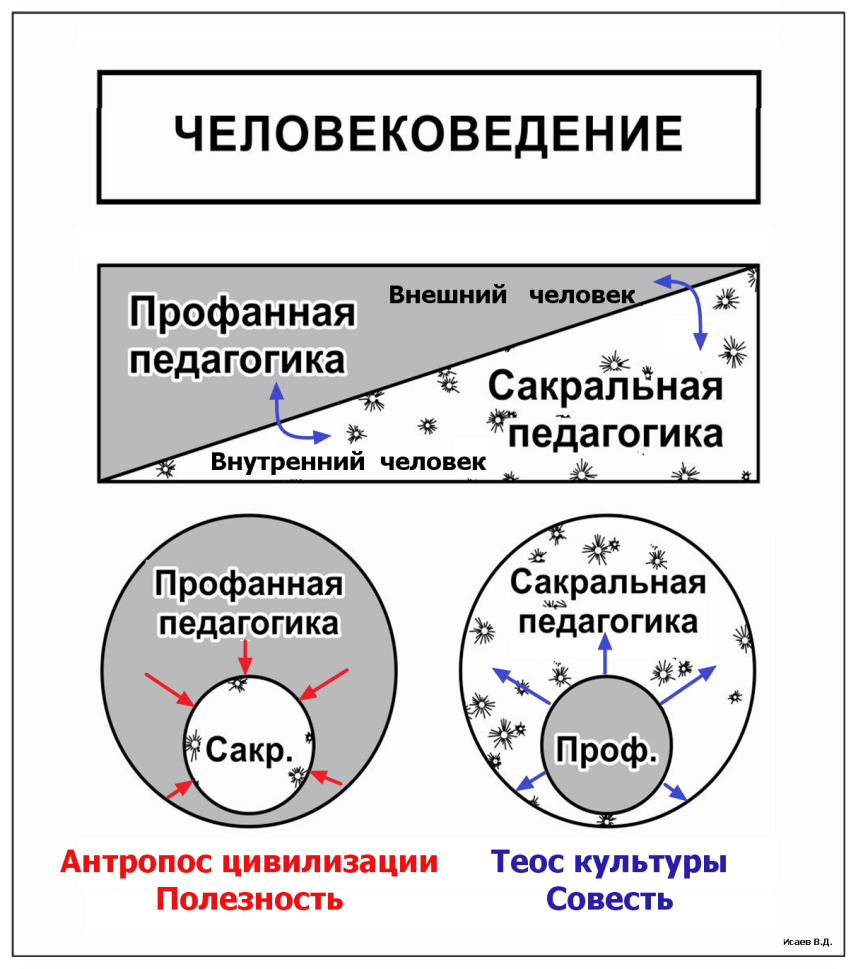 ЧЕЛОВЕКОВЕДЕНИЕ
Профанная
педагогика
Внешний человек
Сакральная
педагогика
Внутренний человек
Профанная
педагогика
Сакр.
Антропос цивилизации
Полезность
Сакральная
педагогика
Проф.
Теос культуры
Совесть
Исаев В.Д.